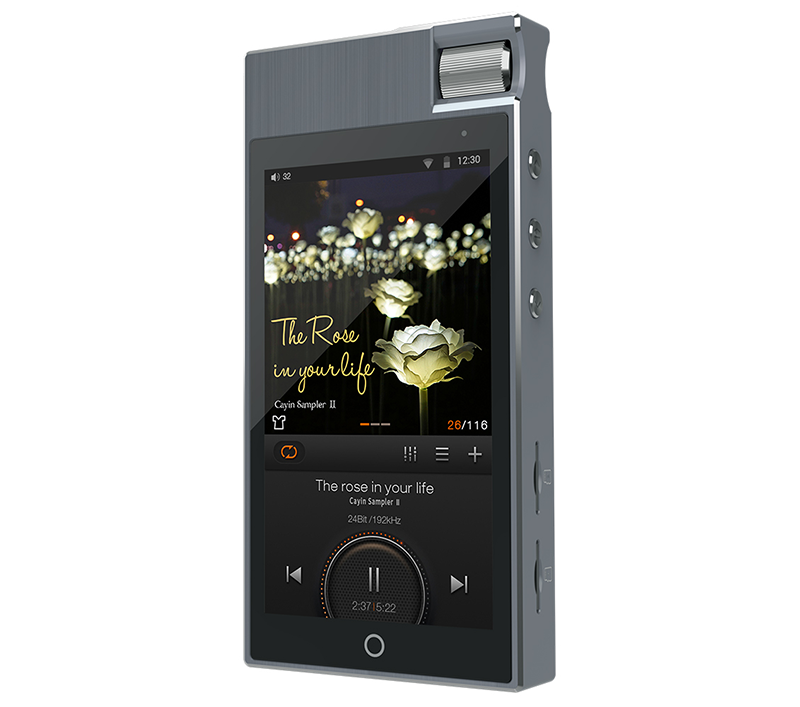 32
12:30
The Rose
in your life
Cayin Sampler II
26/116
The rose in your life
Cayin Sampler II
24Bit /192kHz
2:37|5:22